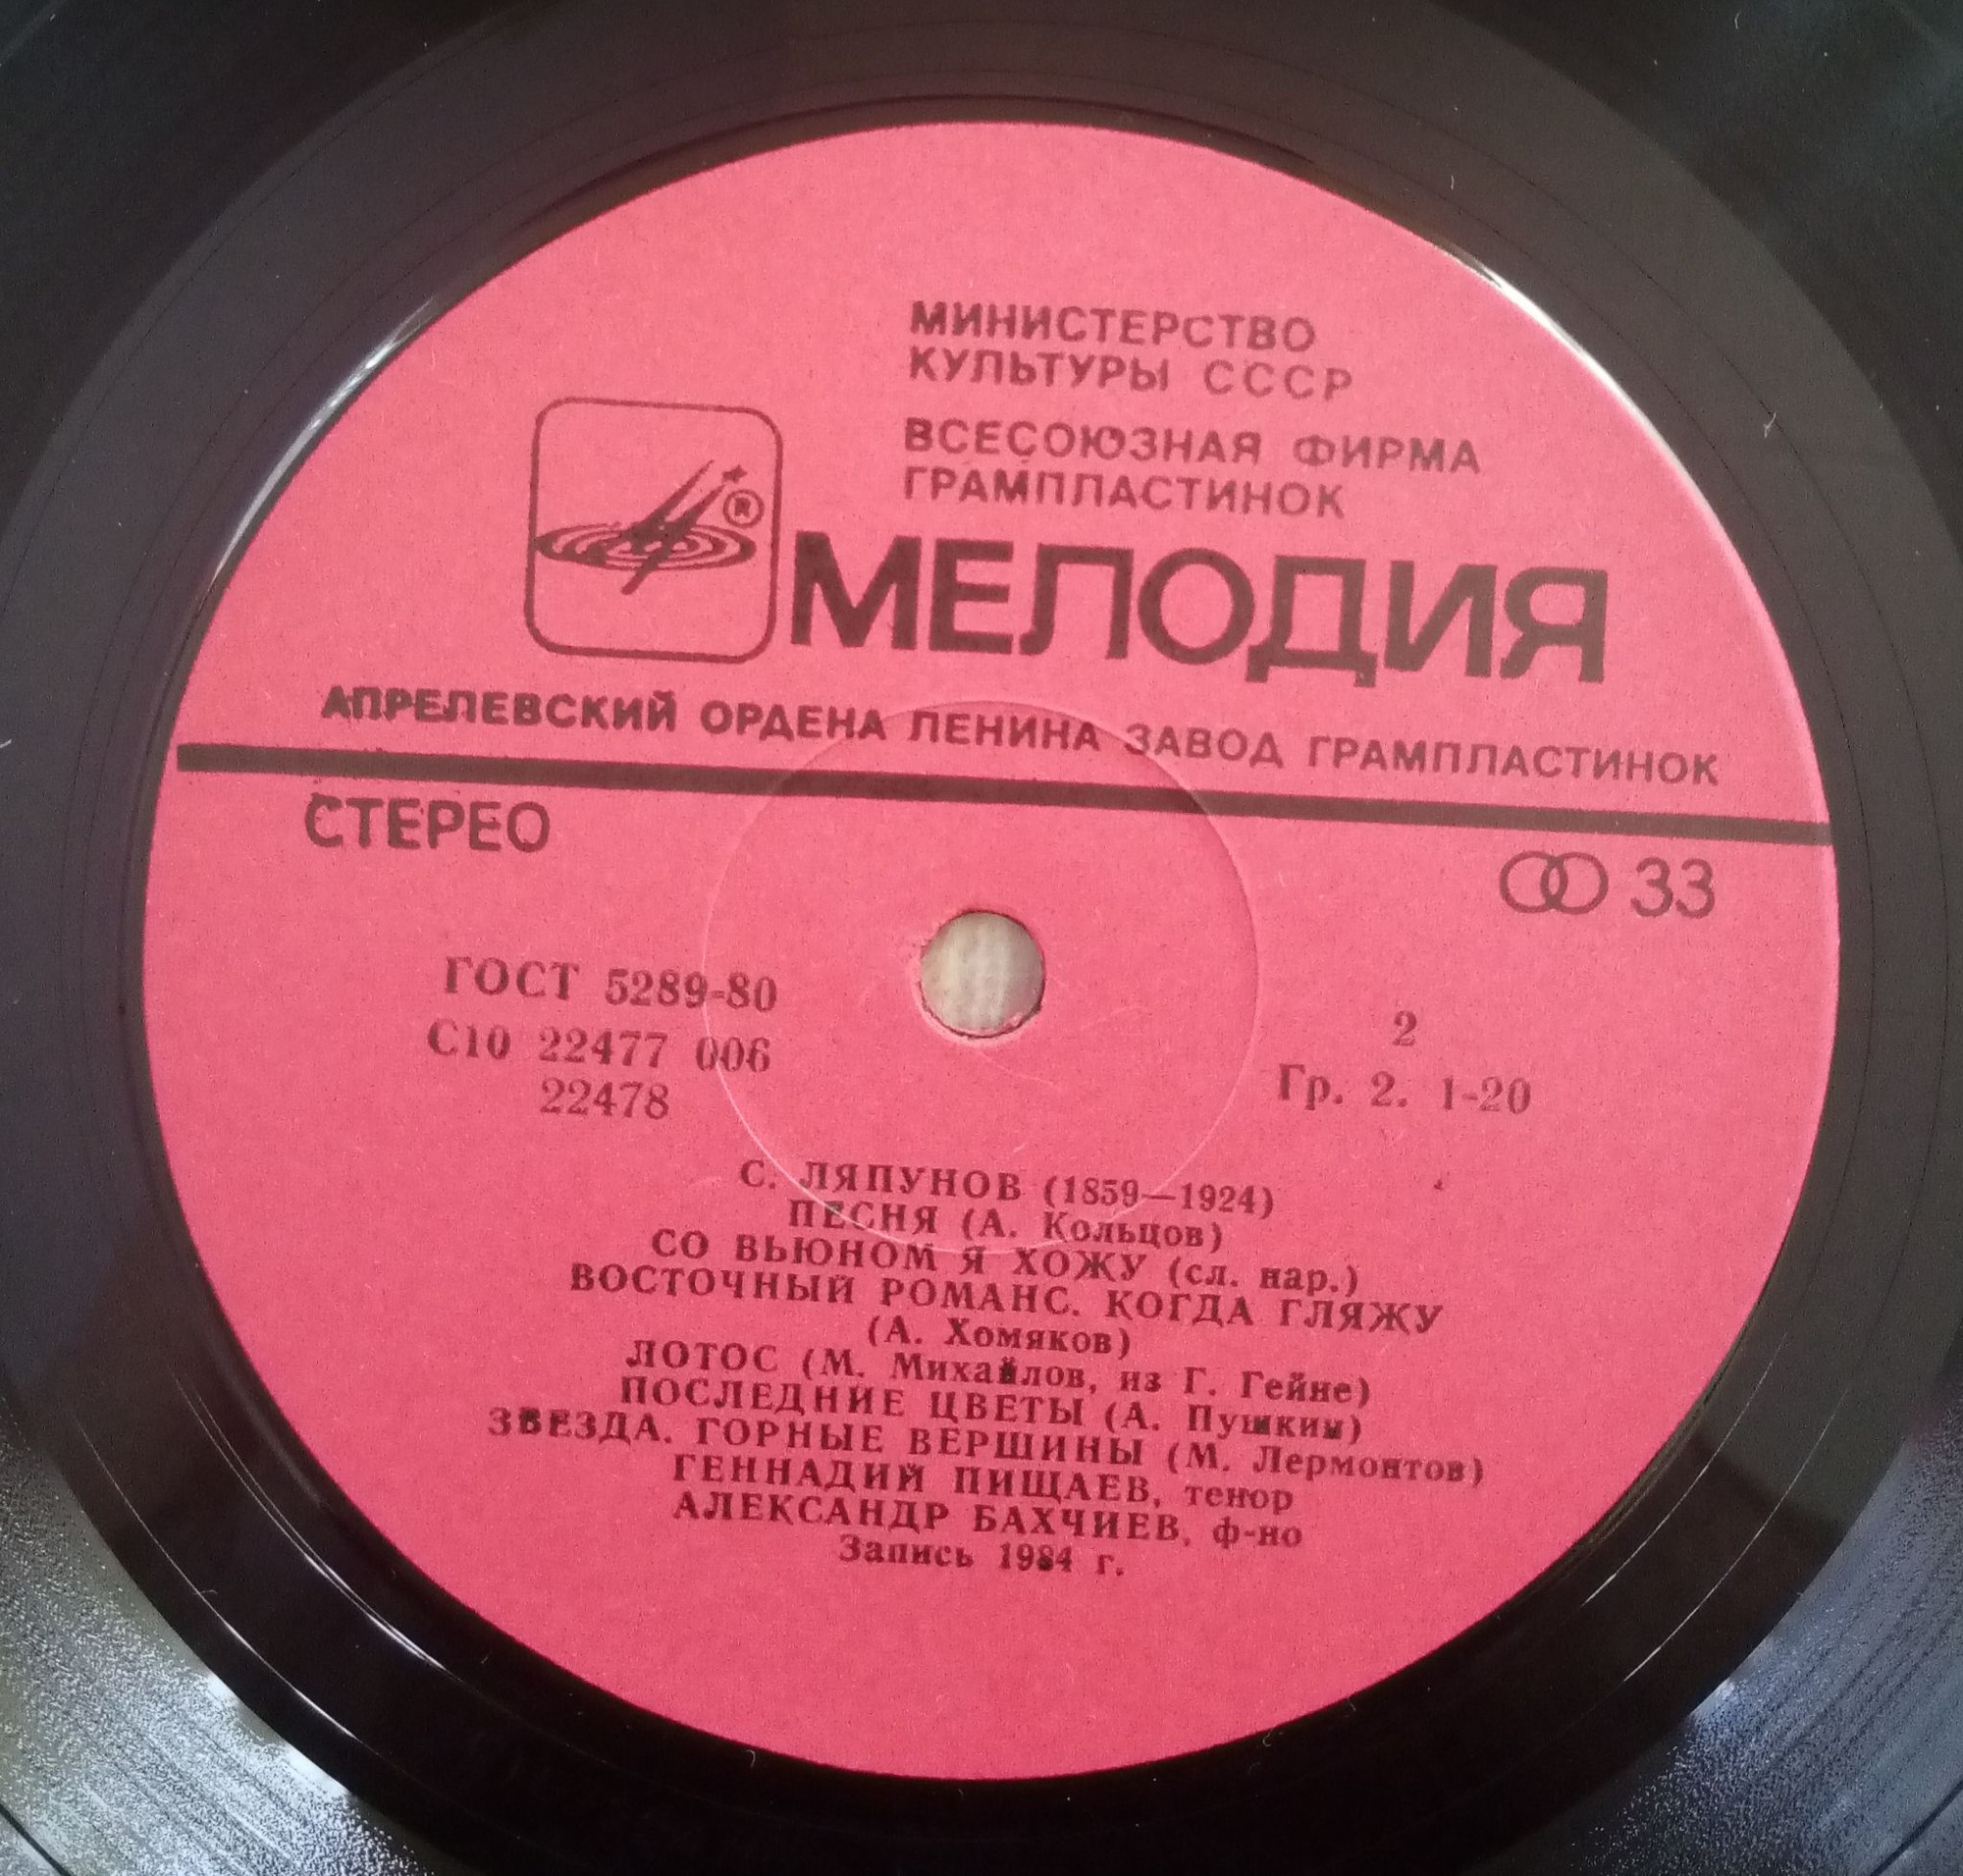 МИНИСТЕРСТВО
КУЛЬТУРЫ СССР
ВСЕСОЮЗНАЯ ФИРМА
ГРАМПЛАСТИНОК
®
МЕЛОДИЯ
АПРЕЛЕВСКИЙ ОРДЕНА ЛЕНИНА ЗАВОД ГРАМПЛАСТИНОК
СТЕРЕО
33
ГОСТ 5289-80
С10 22477 006
22478
2
Гр. 2. 1-20
С. ЛЯПУНОВ (1859—1924)
ПЕСНЯ (А. Кольцов)
СО ВЬЮНОМ Я ХОЖУ (сл. нар.)
ВОСТОЧНЫЙ РОМАНС. КОГДА ГЛЯЖУ
(А. Хомяков)
ЛОТОС (М. Михайлов, из Г. Гейне)
ПОСЛЕДНИЕ ЦВЕТЫ (А. Пушкин)
ЗВЕЗДА. ГОРНЫЕ ВЕРШИНЫ (М. Лермонтов)
ГЕННАДИЙ ПИЩАЕВ, тенор
АЛЕКСАНДР БАХЧИЕВ, ф-но
Запись 1984 г.